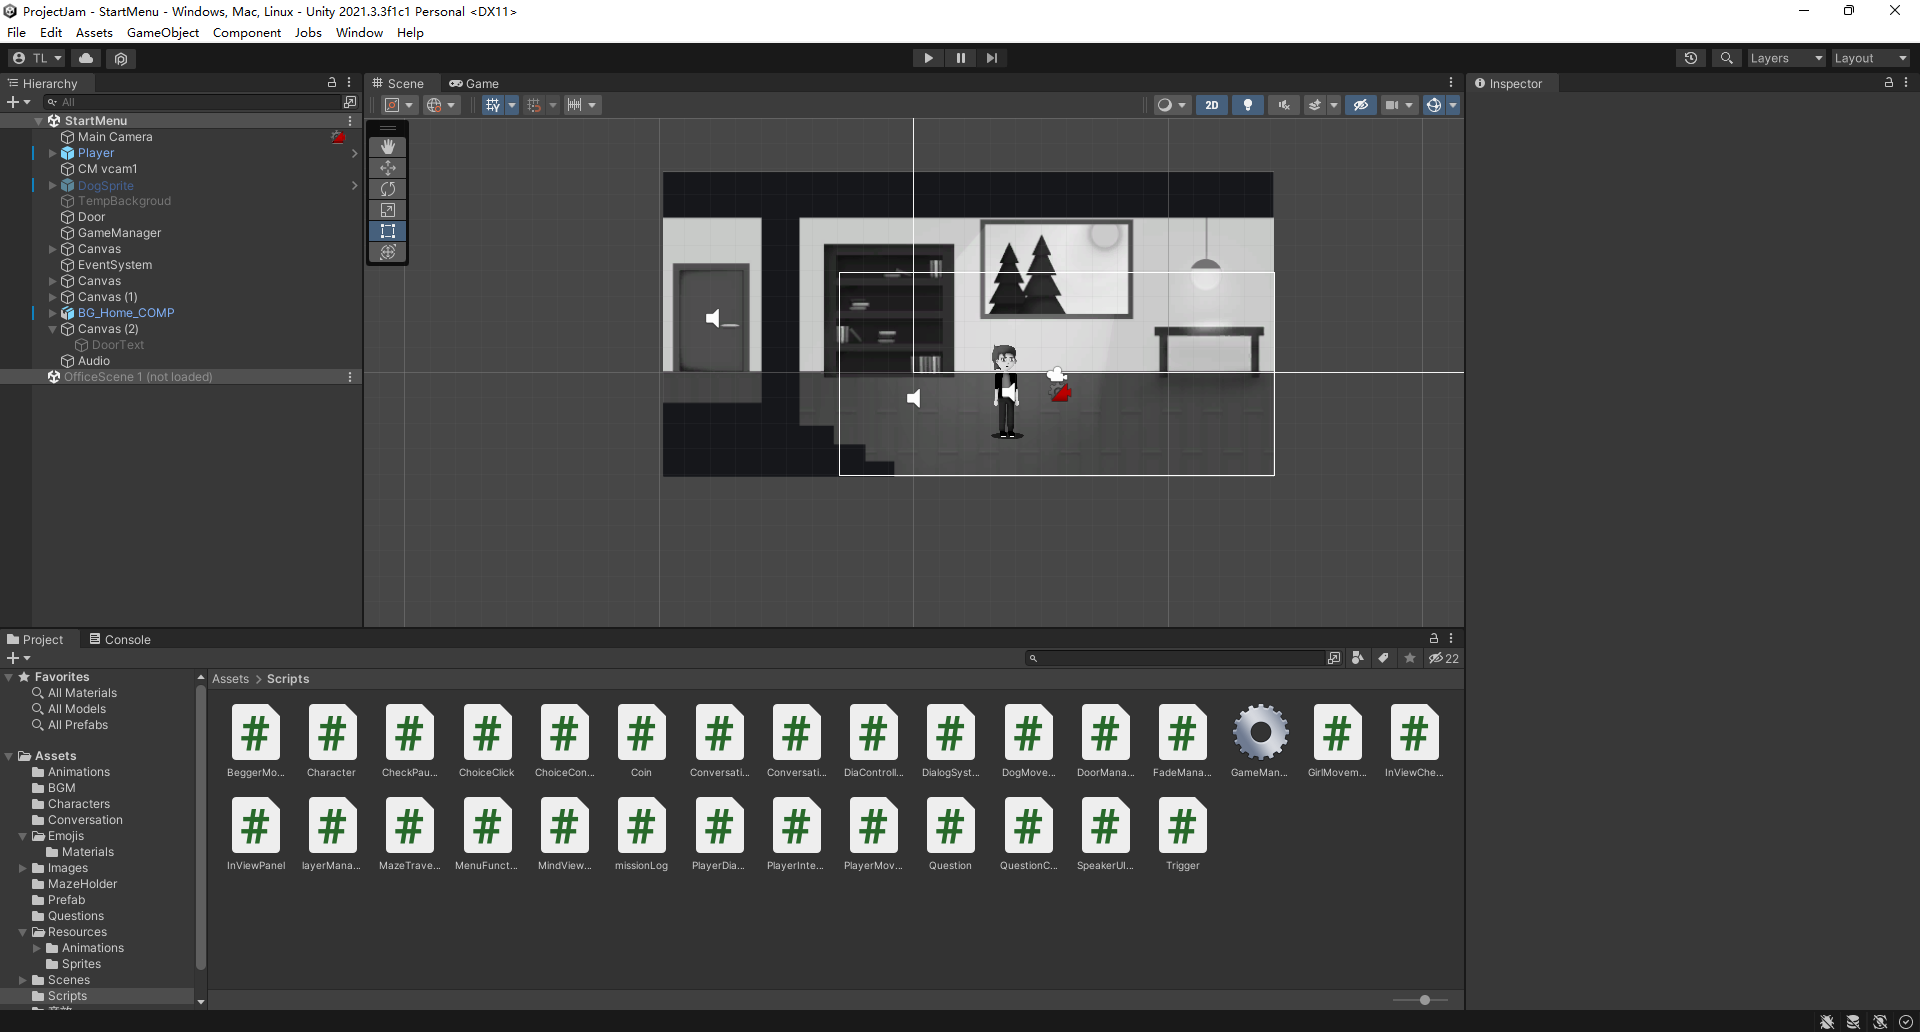 ProjectJam - StartMenu - Windows, Mac, Linux - Unity 2021.3.3f1c1 Personal <DX11>
File Edit Assets GameObject Component Jobs Window Help
TL
Layers
Layout
Hierarchy
All
StartMenu
Main Camera
Player
CM vcam1
DogSprite
TempBackgroud
Door
GameManager
Canvas
EventSystem
Canvas
Canvas (1)
BG_Home_COMP
Canvas (2)
DoorText
Audio
OfficeScene 1 (not loaded)
Scene
Game
2D
Inspector
Project
Console
22
Favorites
All Materials
All Models
All Prefabs
Assets
Animations
BGM
Characters
Conversation
Emojis
Materials
Images
MazeHolder
Prefab
Questions
Resources
Animations
Sprites
Scenes
Scripts
Assets > Scripts
BeggerMo... Character CheckPau... ChoiceClick ChoiceCon... Coin Conversati... Conversati... DiaControll... DialogSyst... DogMove... DoorMana... FadeMana... GameMan... GirlMovem... InViewChe...
InViewPanel layerMana... MazeTrave... MenuFunct... MindView... missionLog PlayerDia... PlayerInte... PlayerMov... Question QuestionC... SpeakerUI... Trigger